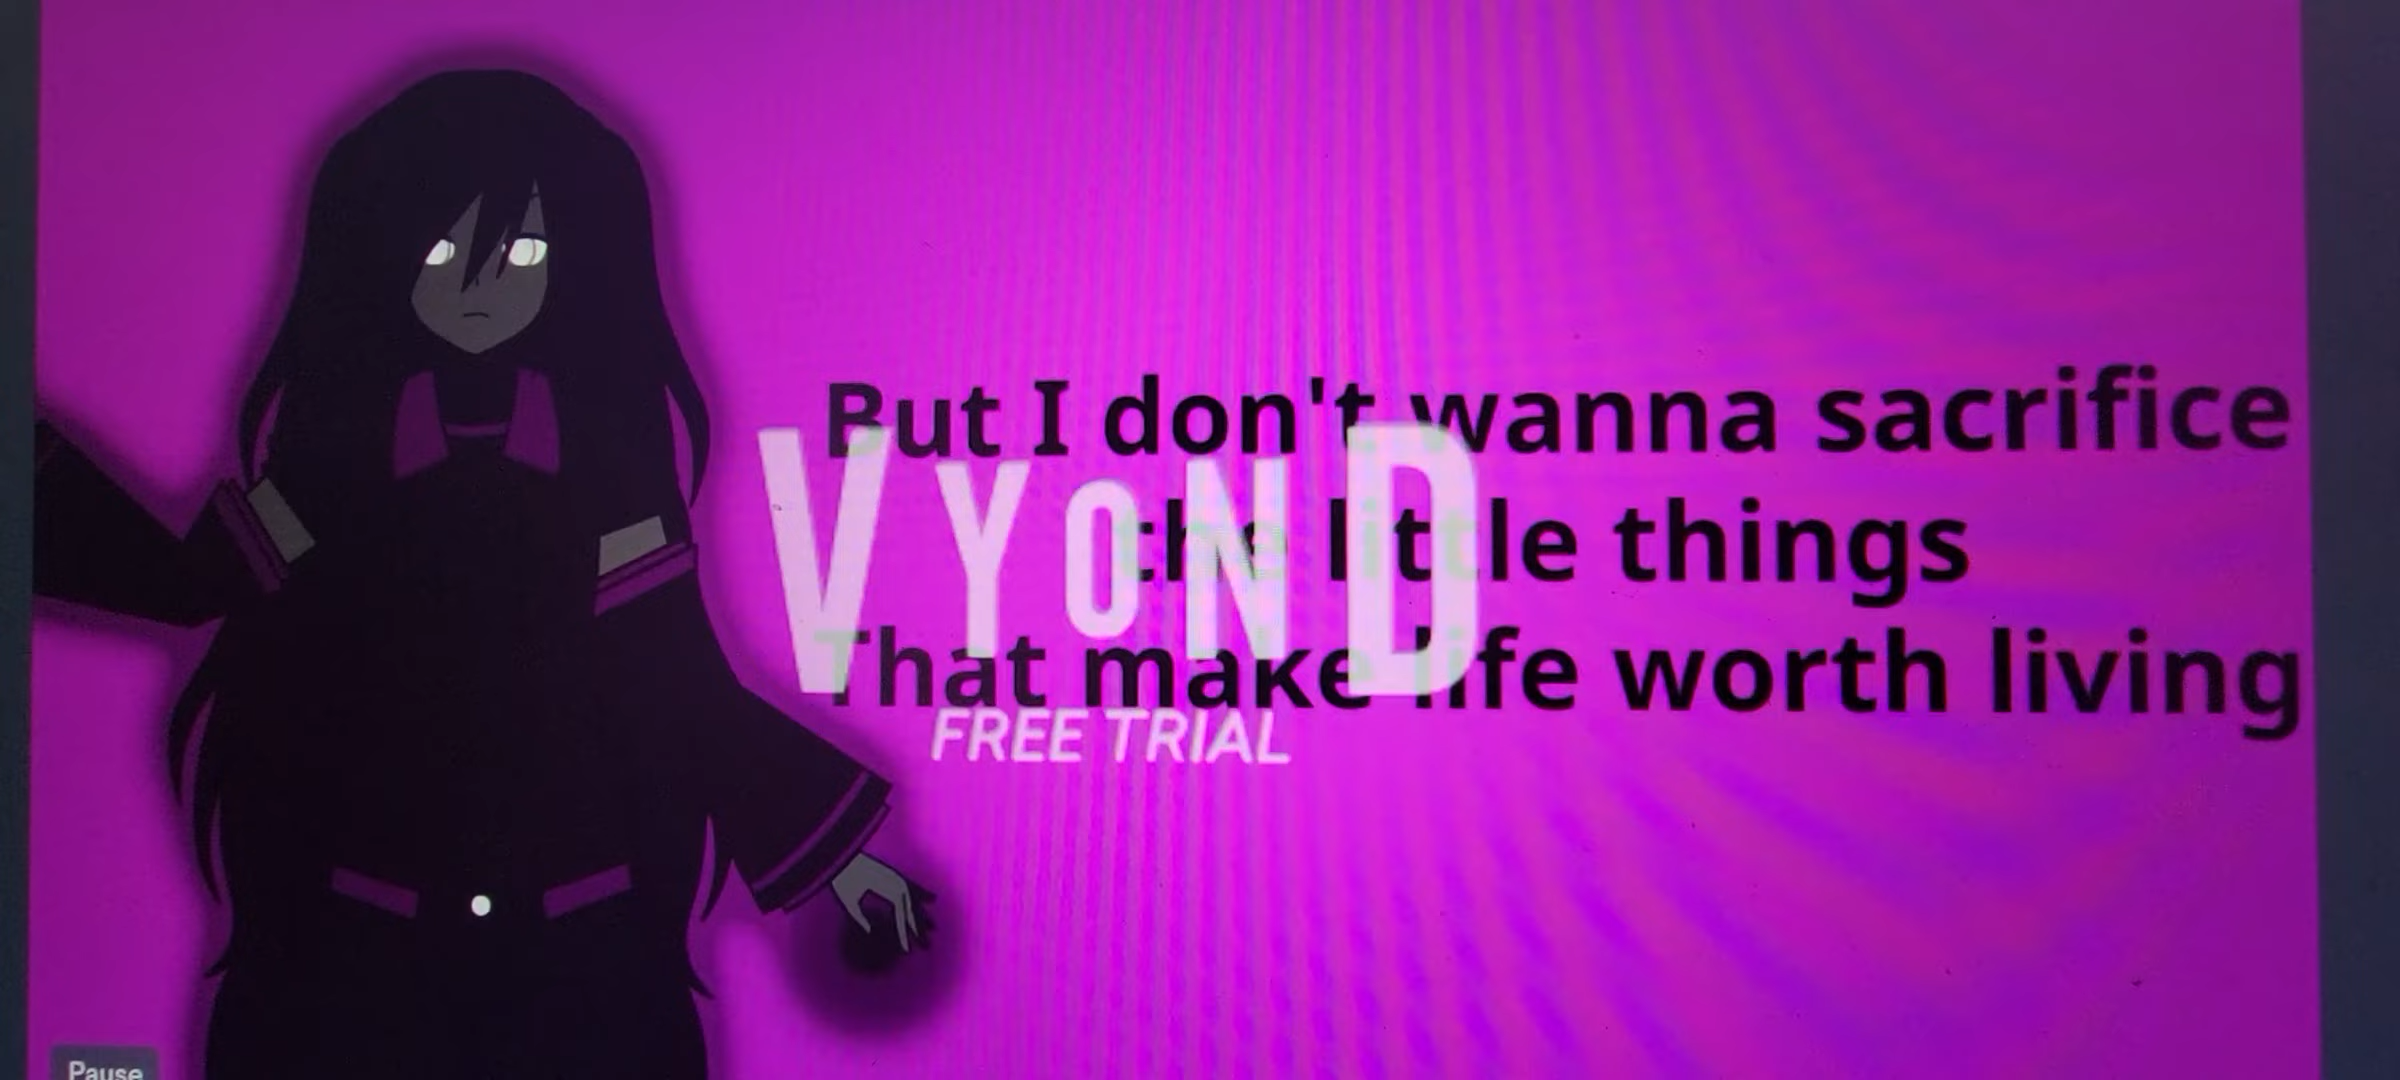 But I don't wanna sacrifice
the little things
That make life worth living
VYOND
FREE TRIAL
Pause